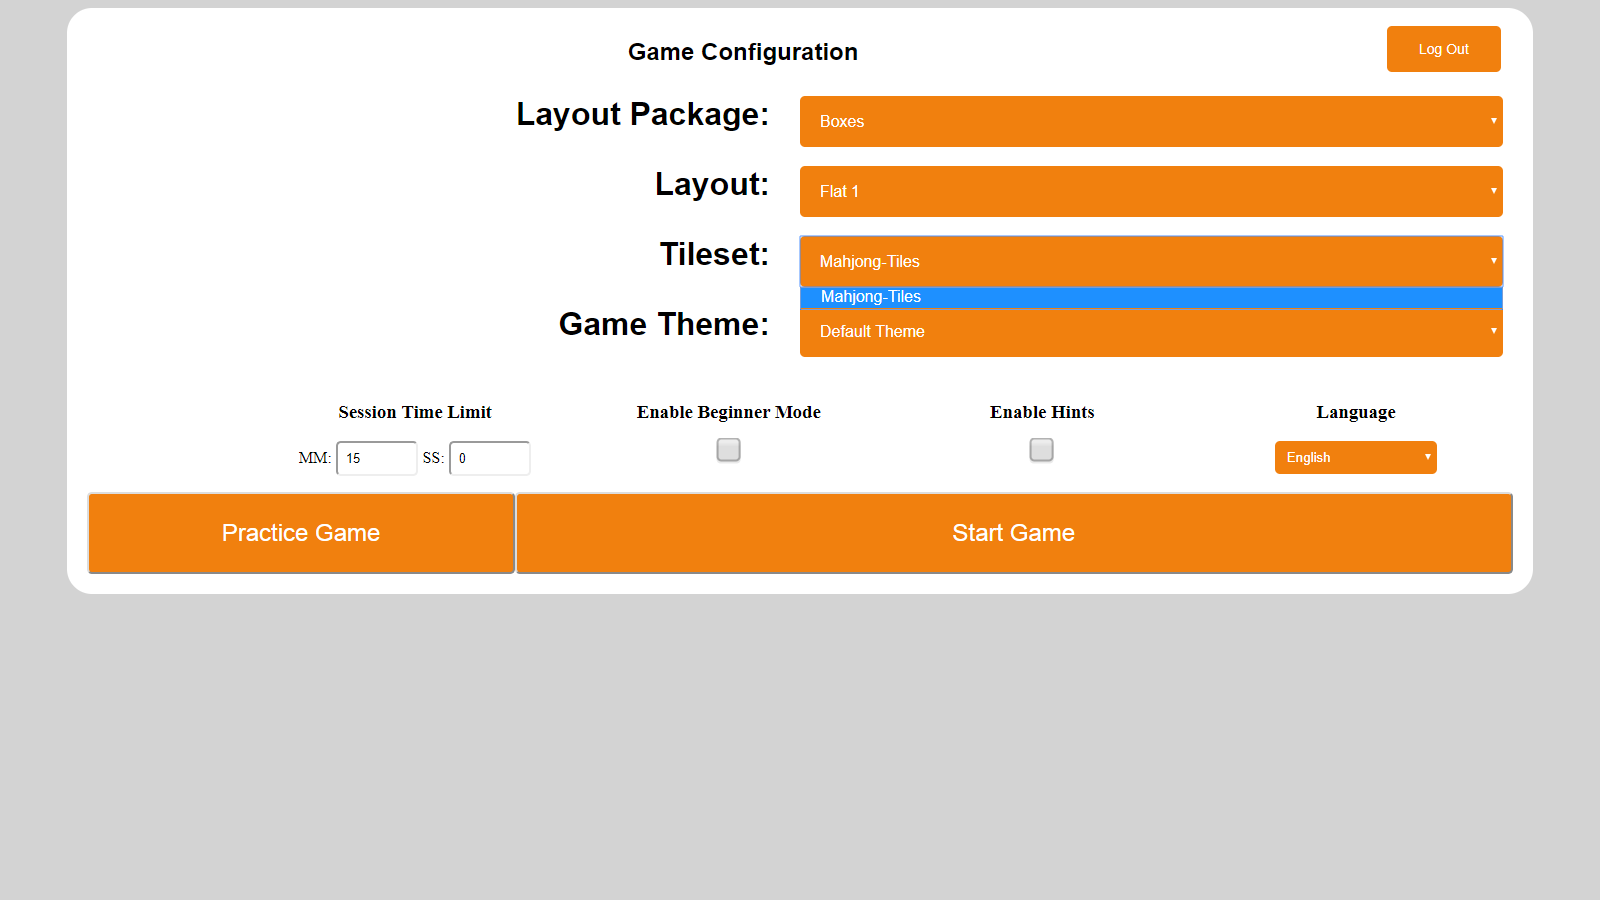 Game Configuration
Log Out
Layout Package:
Boxes
Layout:
Flat 1
Tileset:
Mahjong-Tiles
Mahjong-Tiles
Game Theme:
Default Theme
Session Time Limit
Enable Beginner Mode
Enable Hints
Language
MM: 15 SS: 0
English
Practice Game
Start Game